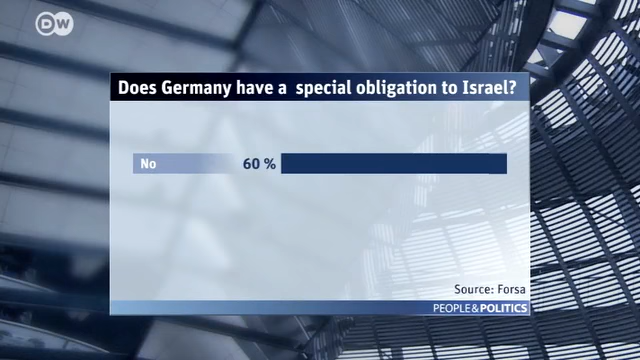 DW
Does Germany have a special obligation to Israel?
No 60 %
Source: Forsa
PEOPLE&POLITICS